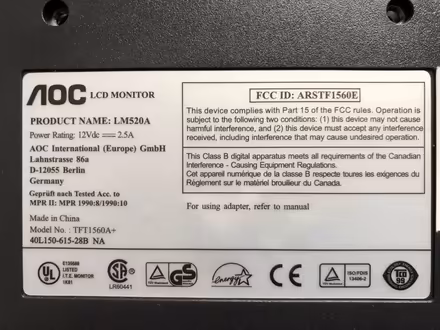 AOC LCD MONITOR
PRODUCT NAME: LM520A
Power Rating: 12Vdc ⎓ 2.5A
AOC International (Europe) GmbH
Lahnstrasse 86a
D-12055 Berlin
Germany
Geprüft nach Tested Acc. to
MPR II: MPR 1990:8/1990:10
Made in China
Model No. : TFT1560A+
40L150-615-28B NA
FCC ID: ARSTF1560E
This device complies with Part 15 of the FCC rules. Operation is
subject to the following two conditions: (1) this device may not cause
harmful interference, and (2) this device must accept any interference
received, including interference that may cause undesired operation.
This Class B digital apparatus meets all requirements of the Canadian
Interference - Causing Equipment Regulations.
Cet appareil numérique de la classe B respecte toutes les exigences du
Règlement sur le matériel brouilleur du Canada.
For using adapter, refer to manual
UL
LISTED
I.T.E. MONITOR
LR80441
GS
energy
CE
ISO/FDIS
13406-2
TCO
99